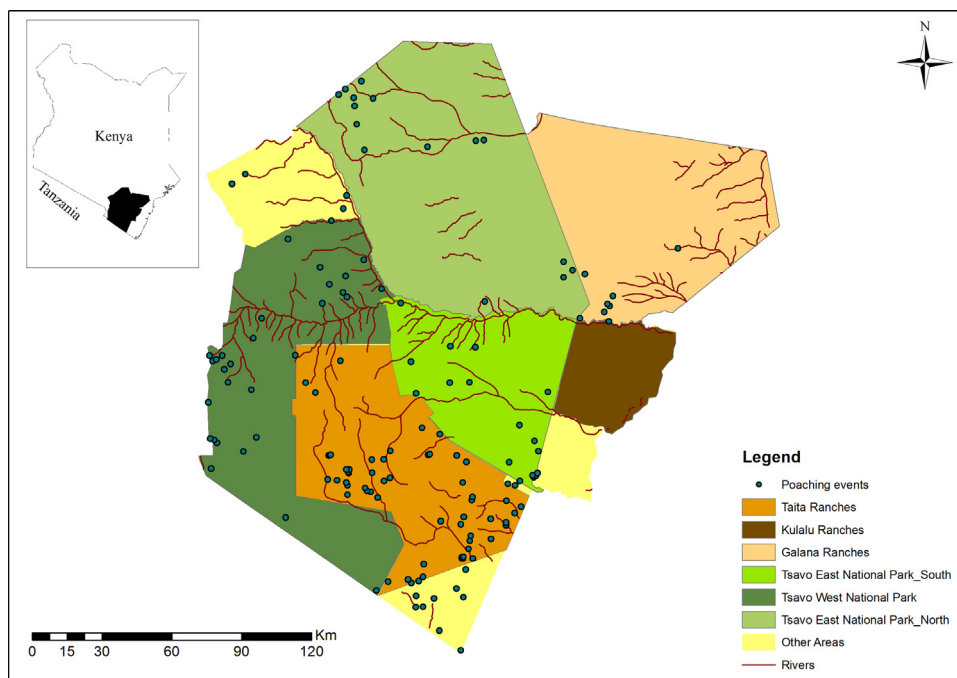 N
Kenya
Tanzania
Legend
Poaching events
Taita Ranches
Kulalu Ranches
Galana Ranches
Tsavo East National Park_South
Tsavo West National Park
Tsavo East National Park_North
Other Areas
Rivers
Km
0 15 30 60 90 120